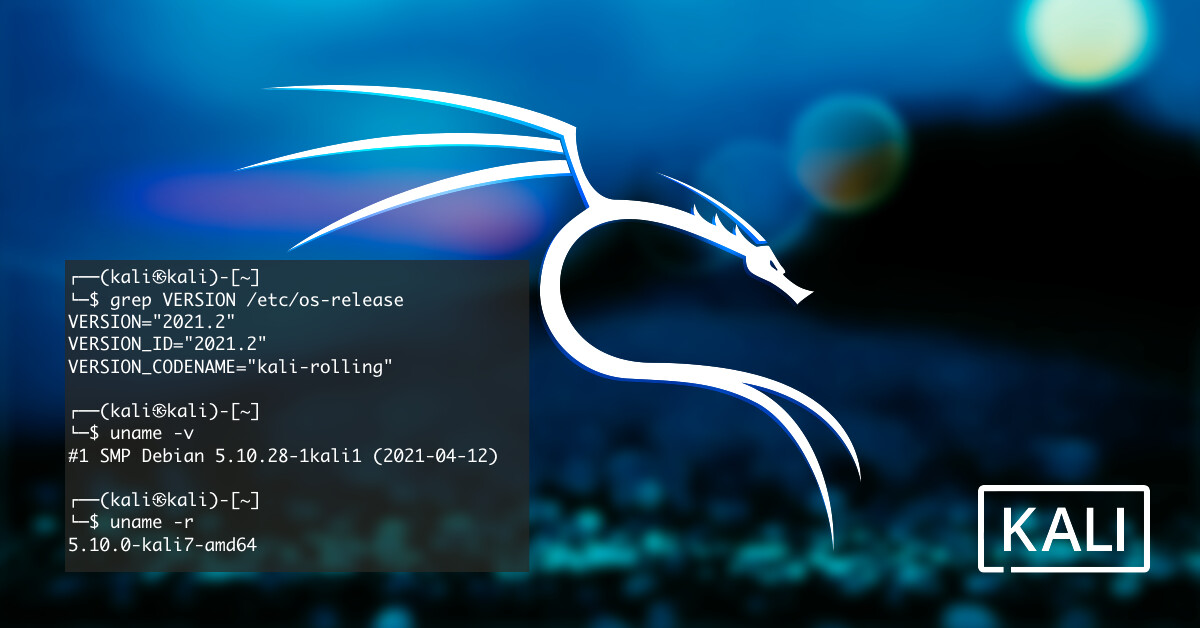 ┌──(kali㉿kali)-[~]
└─$ grep VERSION /etc/os-release
VERSION="2021.2"
VERSION_ID="2021.2"
VERSION_CODENAME="kali-rolling"
┌──(kali㉿kali)-[~]
└─$ uname -v
#1 SMP Debian 5.10.28-1kali1 (2021-04-12)
┌──(kali㉿kali)-[~]
└─$ uname -r
5.10.0-kali7-amd64
KALI